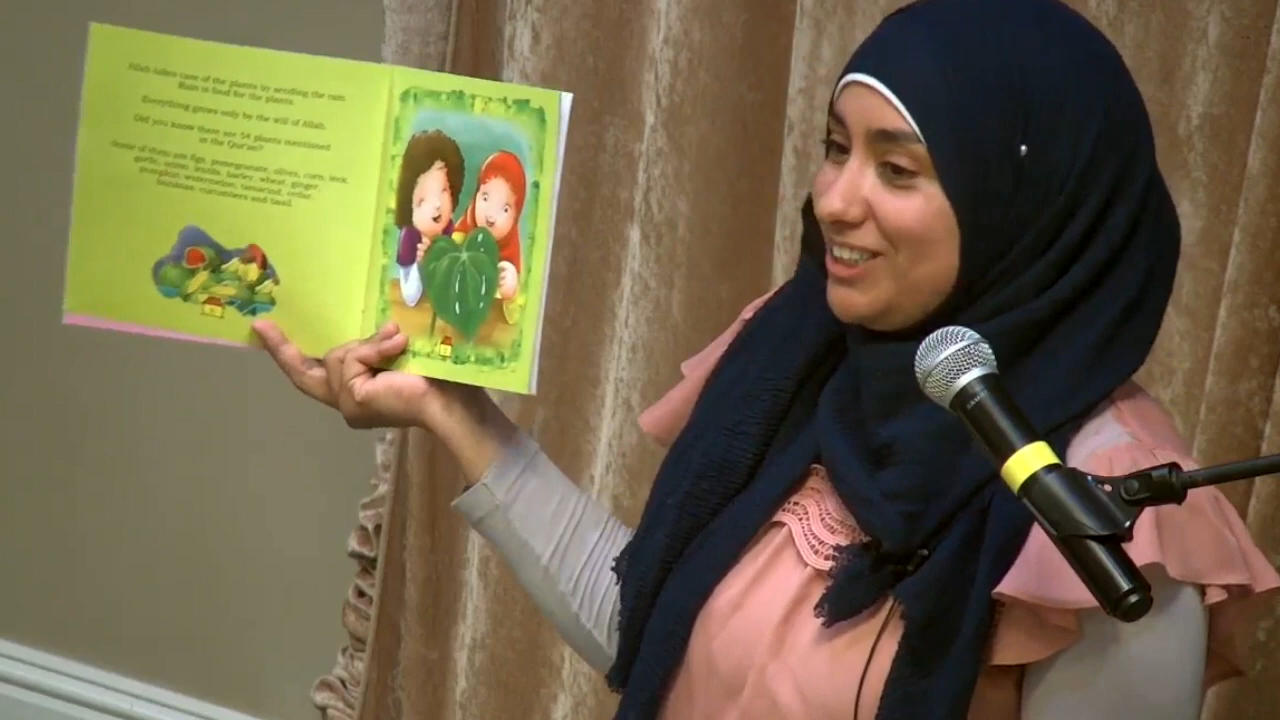 Allah takes care of the plants by sending the rain.
Rain is food for the plants.
Everything grows only by the will of Allah.
Did you know there are 54 plants mentioned
in the Qur'an?
Some of them are figs, pomegranate, olives, corn, leek,
garlic, onion, lentils, barley, wheat, ginger,
pumpkin, watermelon, tamarind, cedar,
bananas, cucumbers and basil.